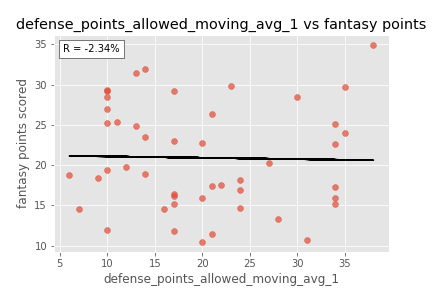 defense_points_allowed_moving_avg_1 vs fantasy points
R = -2.34%
fantasy points scored
35
30
25
20
15
10
5 10 15 20 25 30 35
defense_points_allowed_moving_avg_1